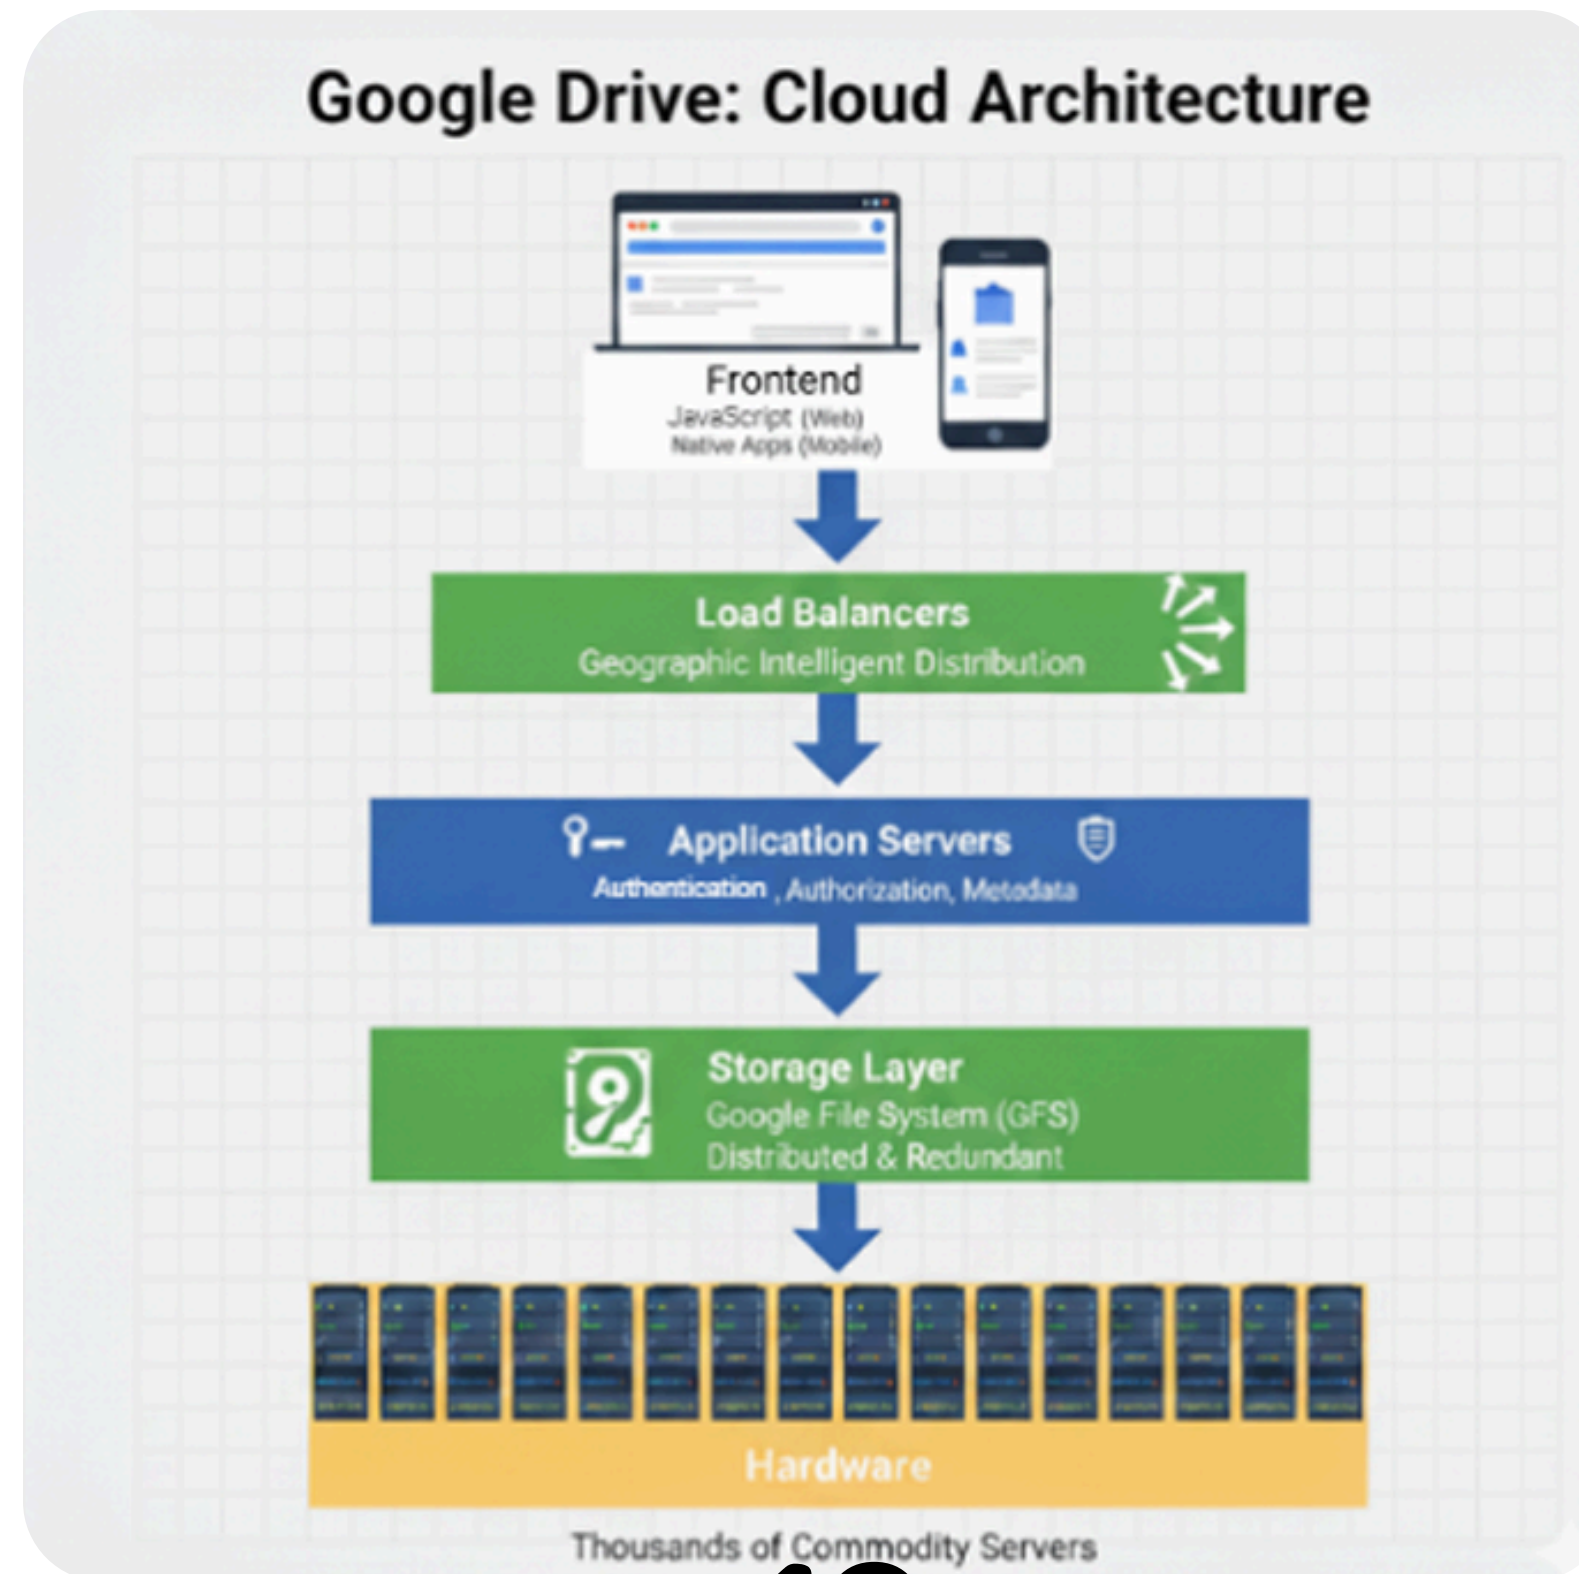 Google Drive: Cloud Architecture
Frontend
JavaScript (Web)
Native Apps (Mobile)
Load Balancers
Geographic Intelligent Distribution
Application Servers
Authentication , Authorization, Metadata
Storage Layer
Google File System (GFS)
Distributed & Redundant
Hardware
Thousands of Commodity Servers